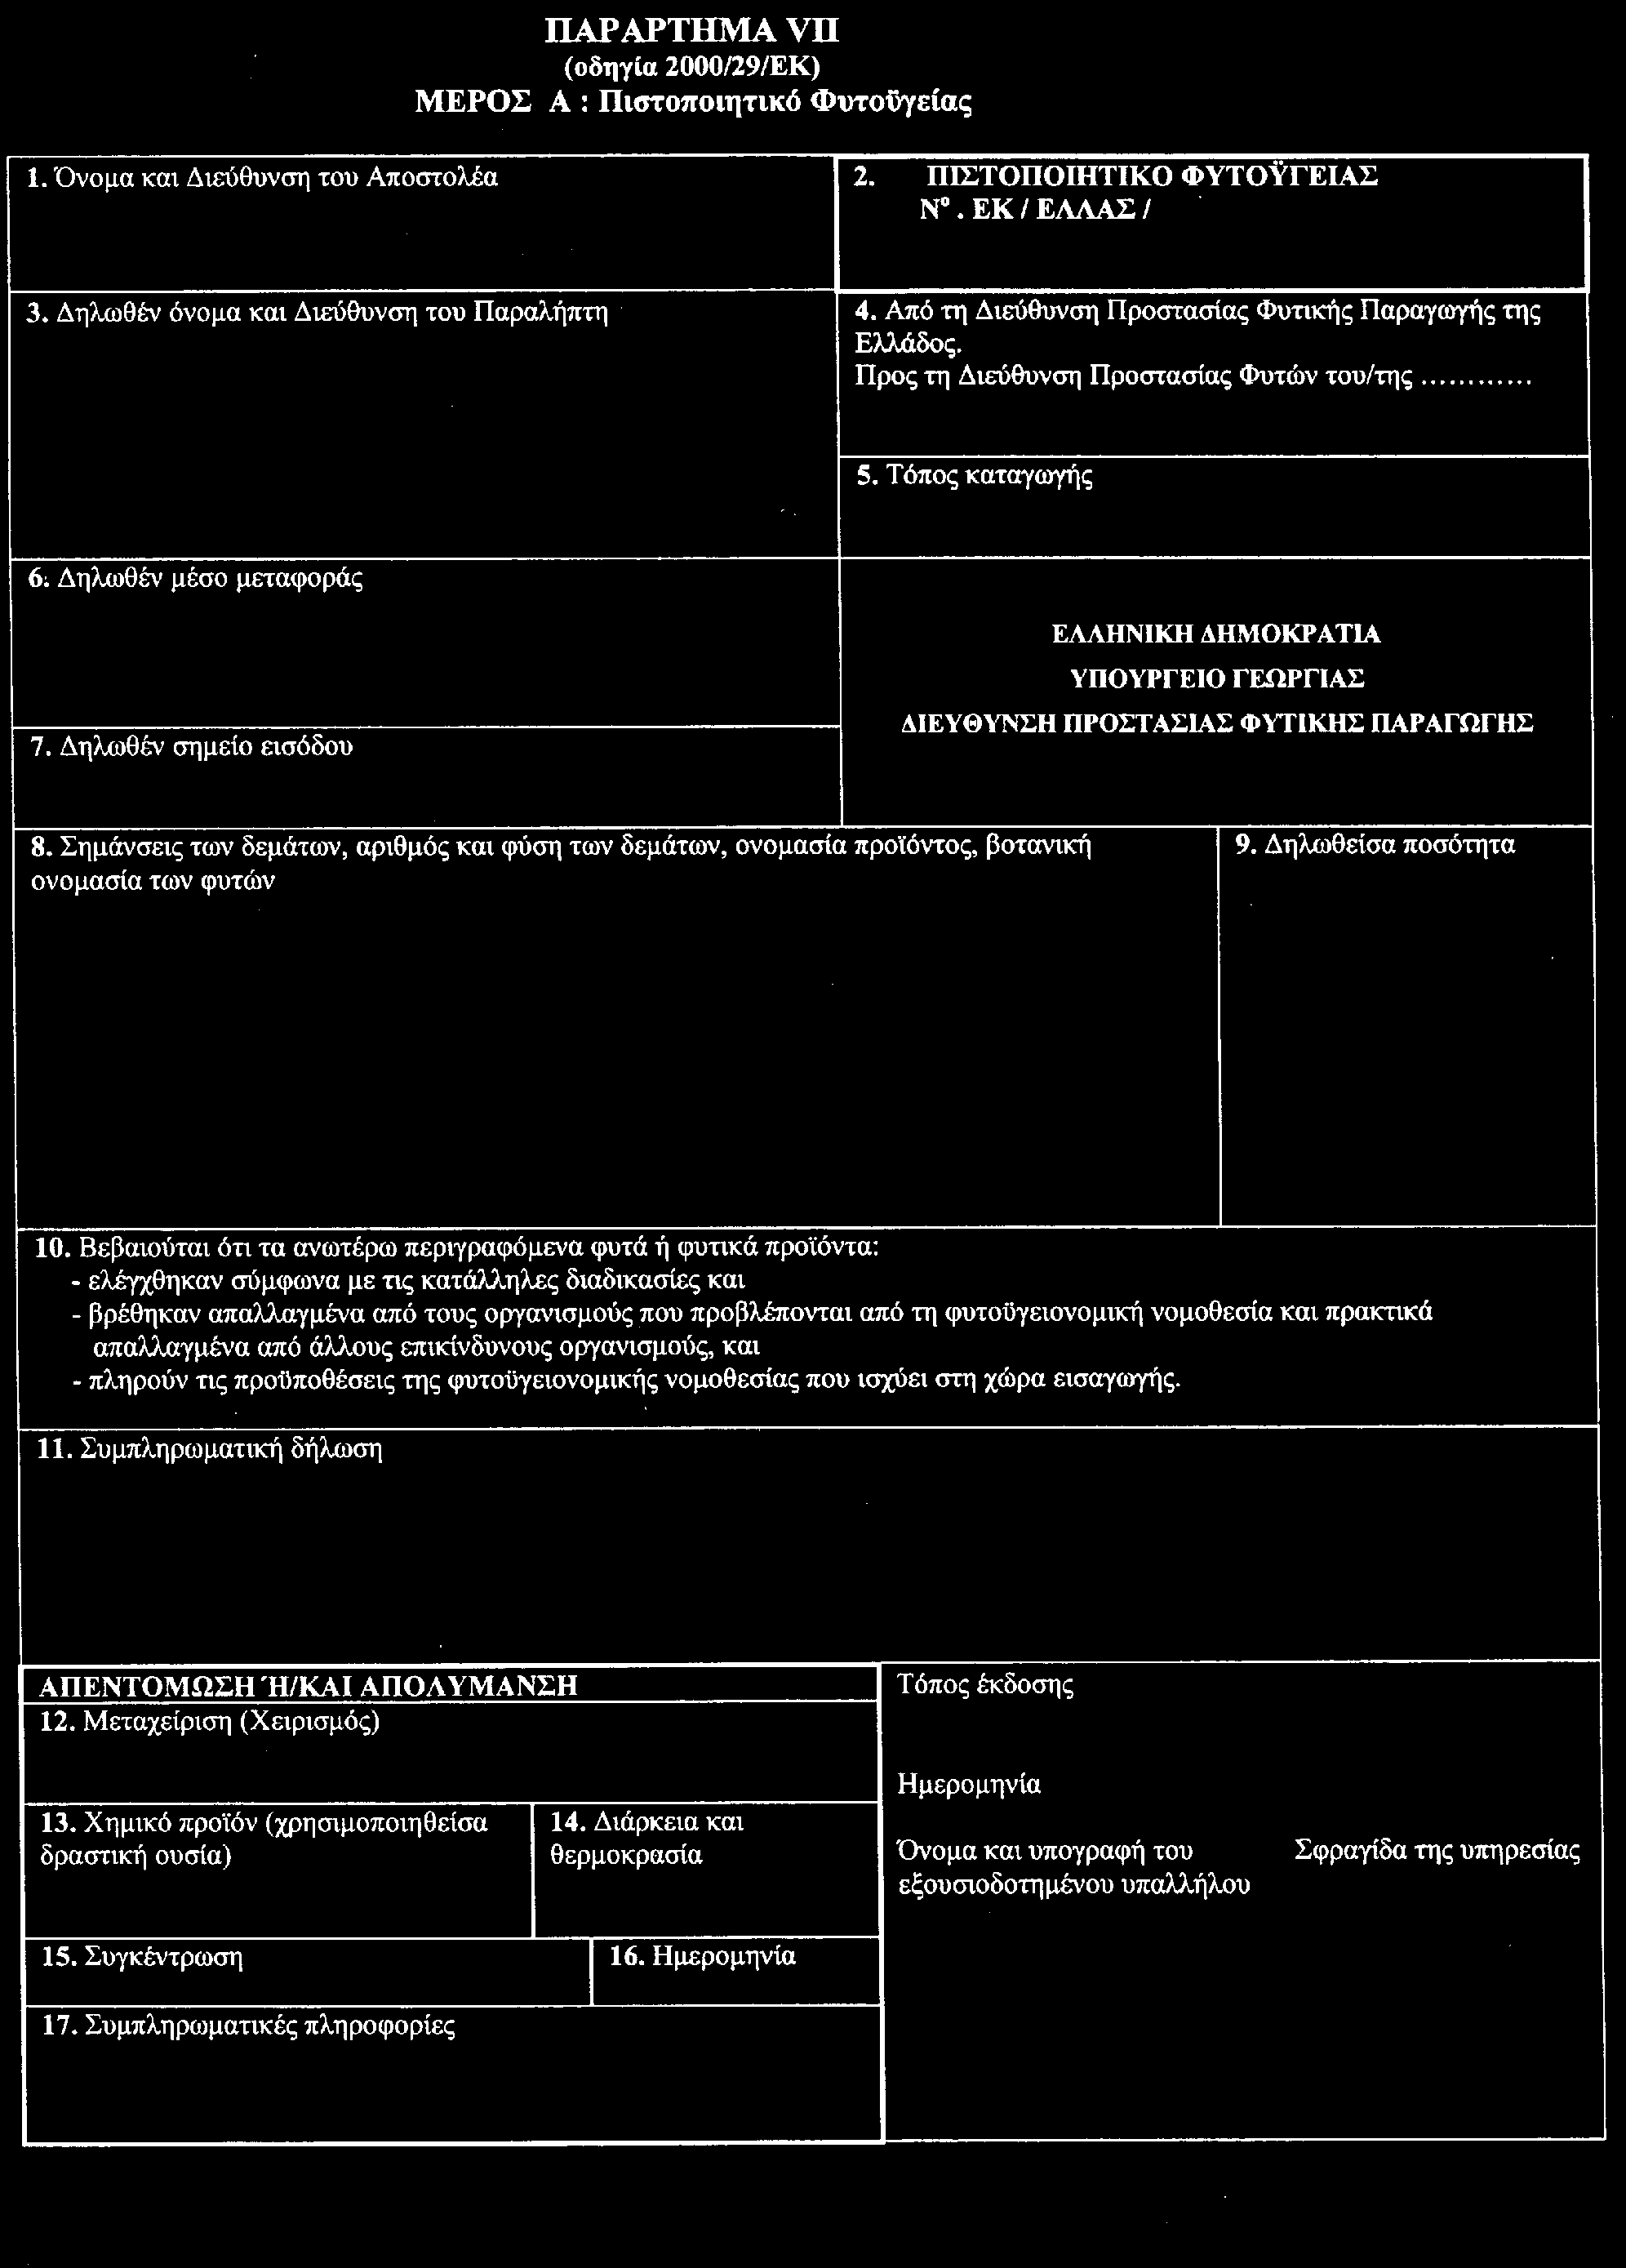 ΠΑΡΑΡΤΗΜΑ VII
(οδηγία 2000/29/ΕΚ)
ΜΕΡΟΣ Α : Πιστοποιητικό Φυτοϋγείας
1. Όνομα και Διεύθυνση του Αποστολέα
2. ΠΙΣΤΟΠΟΙΗΤΙΚΟ ΦΥΤΟΫΓΕΙΑΣ
Nº. ΕΚ / ΕΛΛΑΣ /
3. Δηλωθέν όνομα και Διεύθυνση του Παραλήπτη
4. Από τη Διεύθυνση Προστασίας Φυτικής Παραγωγής της
Ελλάδος.
Προς τη Διεύθυνση Προστασίας Φυτών του/της ............
5. Τόπος καταγωγής
6. Δηλωθέν μέσο μεταφοράς
ΕΛΛΗΝΙΚΗ ΔΗΜΟΚΡΑΤΙΑ
ΥΠΟΥΡΓΕΙΟ ΓΕΩΡΓΙΑΣ
ΔΙΕΥΘΥΝΣΗ ΠΡΟΣΤΑΣΙΑΣ ΦΥΤΙΚΗΣ ΠΑΡΑΓΩΓΗΣ
7. Δηλωθέν σημείο εισόδου
8. Σημάνσεις των δεμάτων, αριθμός και φύση των δεμάτων, ονομασία προϊόντος, βοτανική
ονομασία των φυτών
9. Δηλωθείσα ποσότητα
10. Βεβαιούται ότι τα ανωτέρω περιγραφόμενα φυτά ή φυτικά προϊόντα:
- ελέγχθηκαν σύμφωνα με τις κατάλληλες διαδικασίες και
- βρέθηκαν απαλλαγμένα από τους οργανισμούς που προβλέπονται από τη φυτοϋγειονομική νομοθεσία και πρακτικά
απαλλαγμένα από άλλους επικίνδυνους οργανισμούς, και
- πληρούν τις προϋποθέσεις της φυτοϋγειονομικής νομοθεσίας που ισχύει στη χώρα εισαγωγής.
11. Συμπληρωματική δήλωση
ΑΠΕΝΤΟΜΩΣΗ Ή/ΚΑΙ ΑΠΟΛΥΜΑΝΣΗ
12. Μεταχείριση (Χειρισμός)
13. Χημικό προϊόν (χρησιμοποιηθείσα
δραστική ουσία)
14. Διάρκεια και
θερμοκρασία
15. Συγκέντρωση
16. Ημερομηνία
17. Συμπληρωματικές πληροφορίες
Τόπος έκδοσης
Ημερομηνία
Όνομα και υπογραφή του
εξουσιοδοτημένου υπαλλήλου
Σφραγίδα της υπηρεσίας